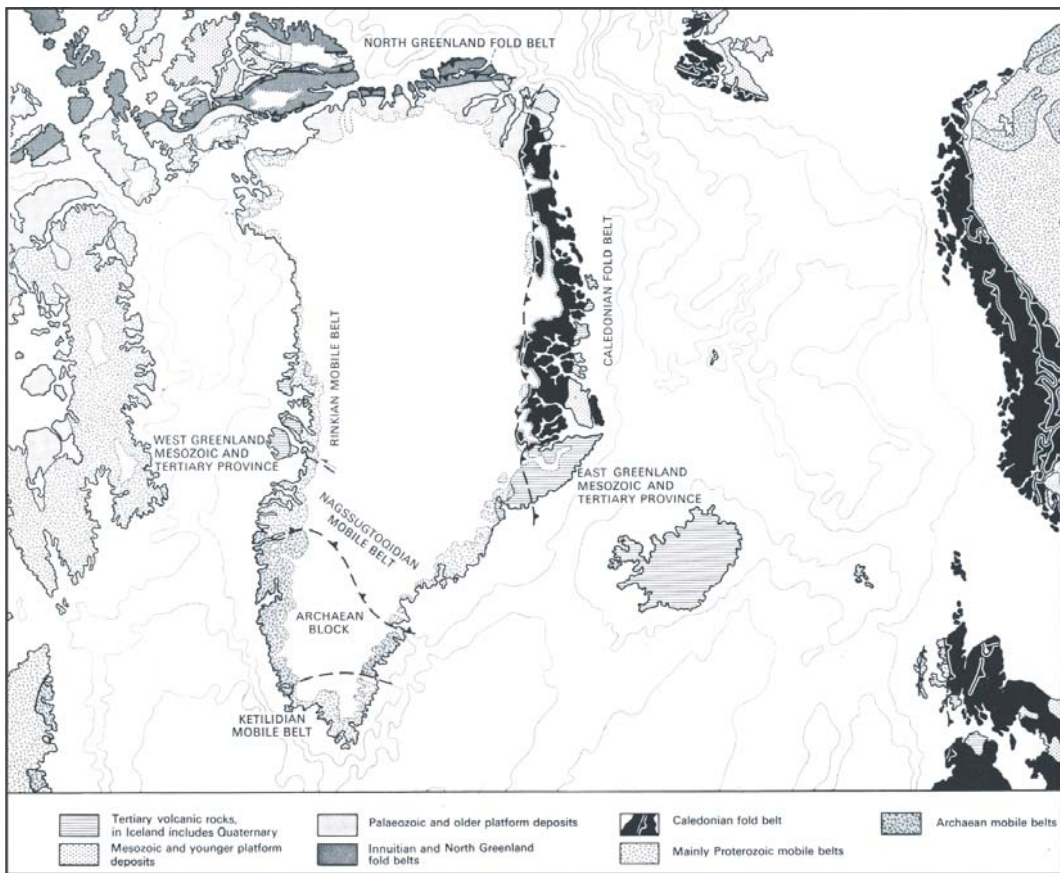 NORTH GREENLAND FOLD BELT
CALEDONIAN FOLD BELT
RINKIAN MOBILE BELT
WEST GREENLAND
MESOZOIC AND
TERTIARY PROVINCE
EAST GREENLAND
MESOZOIC AND
TERTIARY PROVINCE
NAGSSUGTOQIDIAN
MOBILE BELT
ARCHAEAN
BLOCK
KETILIDIAN
MOBILE BELT
Tertiary volcanic rocks,
in Iceland includes Quaternary
Mesozoic and younger platform
deposits
Palaeozoic and older platform deposits
Innuitian and North Greenland
fold belts
Caledonian fold belt
Mainly Proterozoic mobile belts
Archaean mobile belts